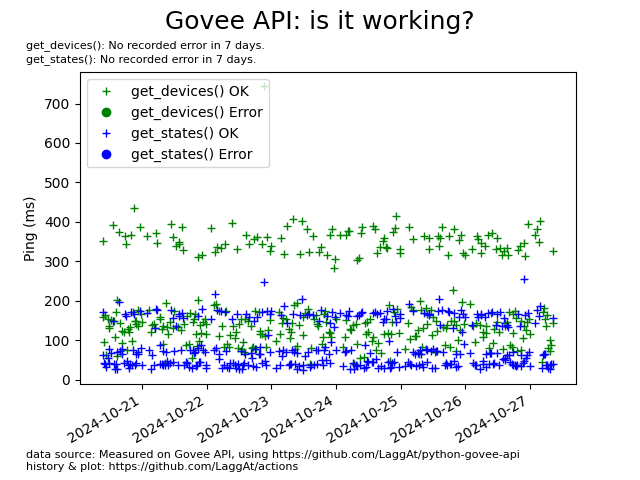 Govee API: is it working?
get_devices(): No recorded error in 7 days.
get_states(): No recorded error in 7 days.
get_devices() OK
get_devices() Error
get_states() OK
get_states() Error
Ping (ms)
700
600
500
400
300
200
100
0
2024-10-21
2024-10-22
2024-10-23
2024-10-24
2024-10-25
2024-10-26
2024-10-27
data source: Measured on Govee API, using https://github.com/LaggAt/python-govee-api
history & plot: https://github.com/LaggAt/actions